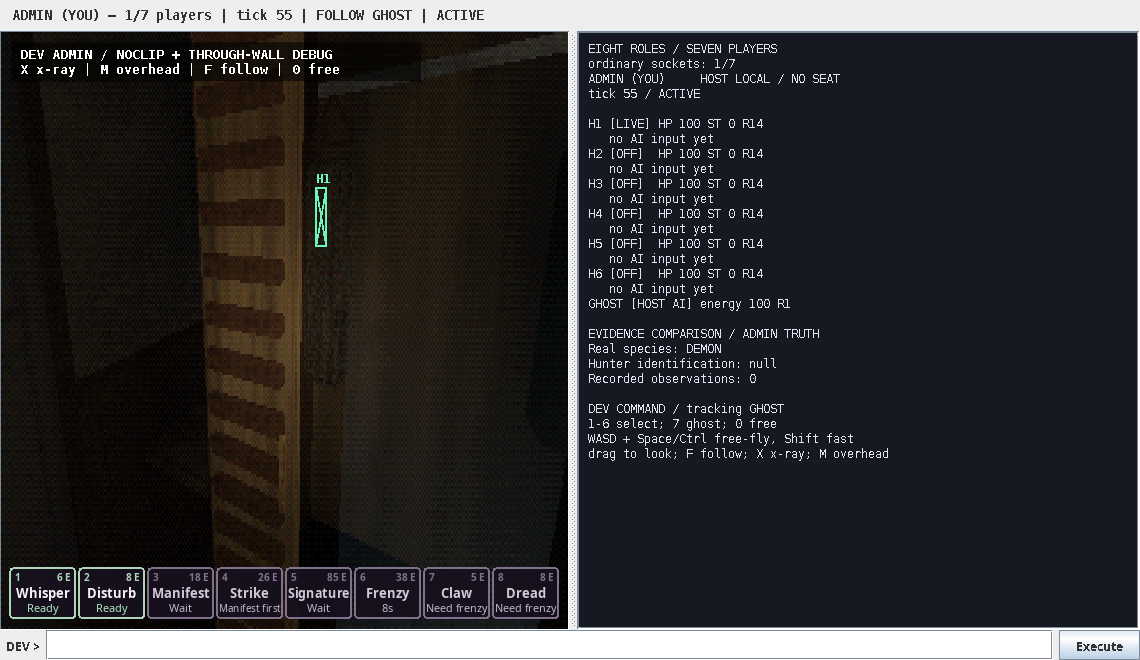 ADMIN (YOU) — 1/7 players | tick 55 | FOLLOW GHOST | ACTIVE
DEV ADMIN / NOCLIP + THROUGH-WALL DEBUG
X x-ray | M overhead | F follow | 0 free
H1
1 6 E
Whisper
Ready
2 8 E
Disturb
Ready
3 18 E
Manifest
Wait
4 26 E
Strike
Manifest first
5 85 E
Signature
Wait
6 38 E
Frenzy
8s
7 5 E
Claw
Need frenzy
8 8 E
Dread
Need frenzy
EIGHT ROLES / SEVEN PLAYERS
ordinary sockets: 1/7
ADMIN (YOU) HOST LOCAL / NO SEAT
tick 55 / ACTIVE
H1 [LIVE] HP 100 ST 0 R14
no AI input yet
H2 [OFF] HP 100 ST 0 R14
no AI input yet
H3 [OFF] HP 100 ST 0 R14
no AI input yet
H4 [OFF] HP 100 ST 0 R14
no AI input yet
H5 [OFF] HP 100 ST 0 R14
no AI input yet
H6 [OFF] HP 100 ST 0 R14
no AI input yet
GHOST [HOST AI] energy 100 R1
EVIDENCE COMPARISON / ADMIN TRUTH
Real species: DEMON
Hunter identification: null
Recorded observations: 0
DEV COMMAND / tracking GHOST
1-6 select; 7 ghost; 0 free
WASD + Space/Ctrl free-fly, Shift fast
drag to look; F follow; X x-ray; M overhead
DEV >
Execute